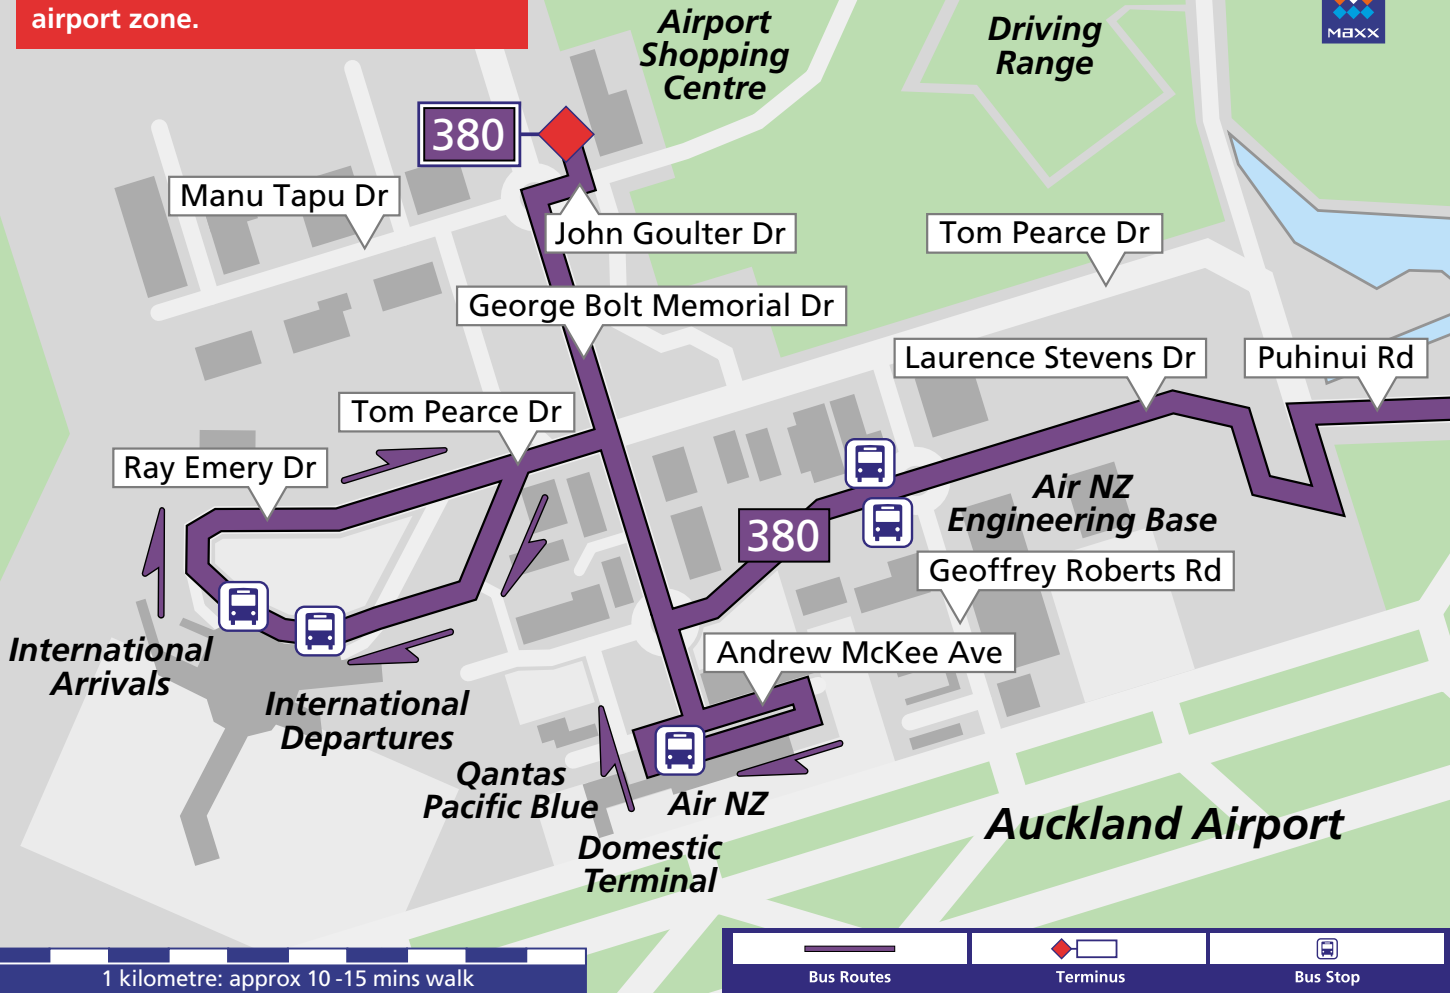 airport zone.
Airport
Shopping
Centre
Driving
Range
maxx
380
Manu Tapu Dr
John Goulter Dr
Tom Pearce Dr
George Bolt Memorial Dr
Laurence Stevens Dr
Puhinui Rd
Tom Pearce Dr
Ray Emery Dr
Air NZ
Engineering Base
380
Geoffrey Roberts Rd
International
Arrivals
Andrew McKee Ave
International
Departures
Qantas
Pacific Blue
Air NZ
Domestic
Terminal
Auckland Airport
1 kilometre: approx 10 -15 mins walk
Bus Routes
Terminus
Bus Stop